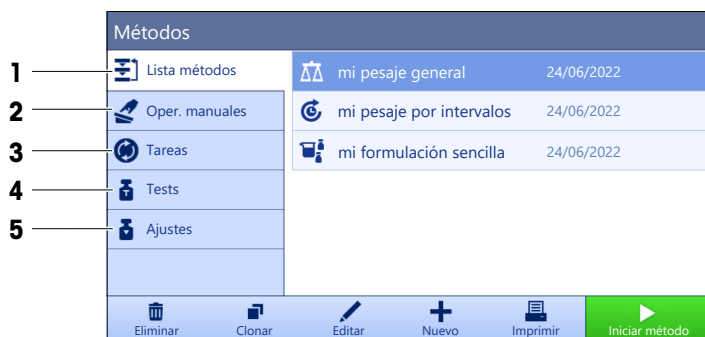 Métodos
1 Lista métodos
2 Oper. manuales
3 Tareas
4 Tests
5 Ajustes
mi pesaje general 24/06/2022
mi pesaje por intervalos 24/06/2022
mi formulación sencilla 24/06/2022
Eliminar Clonar Editar Nuevo Imprimir Iniciar método